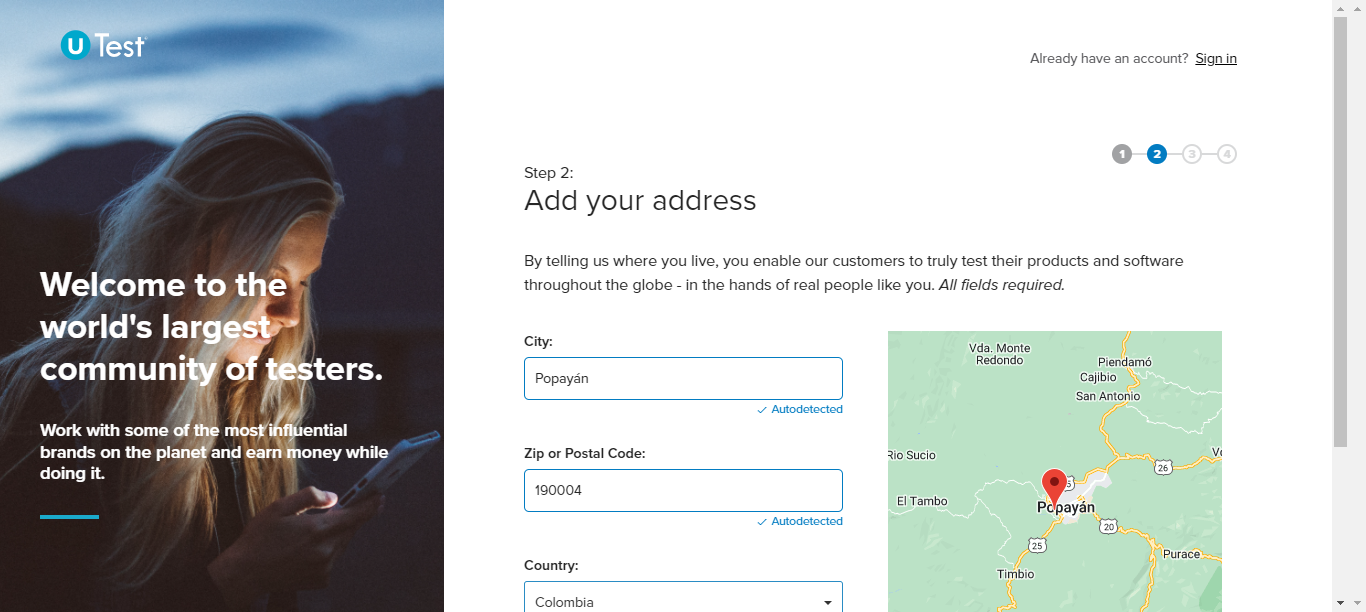 U Test
Already have an account? Sign in
1 2 3 4
Step 2:
Add your address
Welcome to the
world's largest
community of testers.
Work with some of the most influential
brands on the planet and earn money while
doing it.
By telling us where you live, you enable our customers to truly test their products and software
throughout the globe - in the hands of real people like you. All fields required.
City:
Popayán
Autodetected
Zip or Postal Code:
190004
Autodetected
Country:
Colombia
Vda. Monte
Redondo
Piendamó
Cajibio
San Antonio
Rio Sucio
26
El Tambo
Popayán
20
25
Purace
Timbio